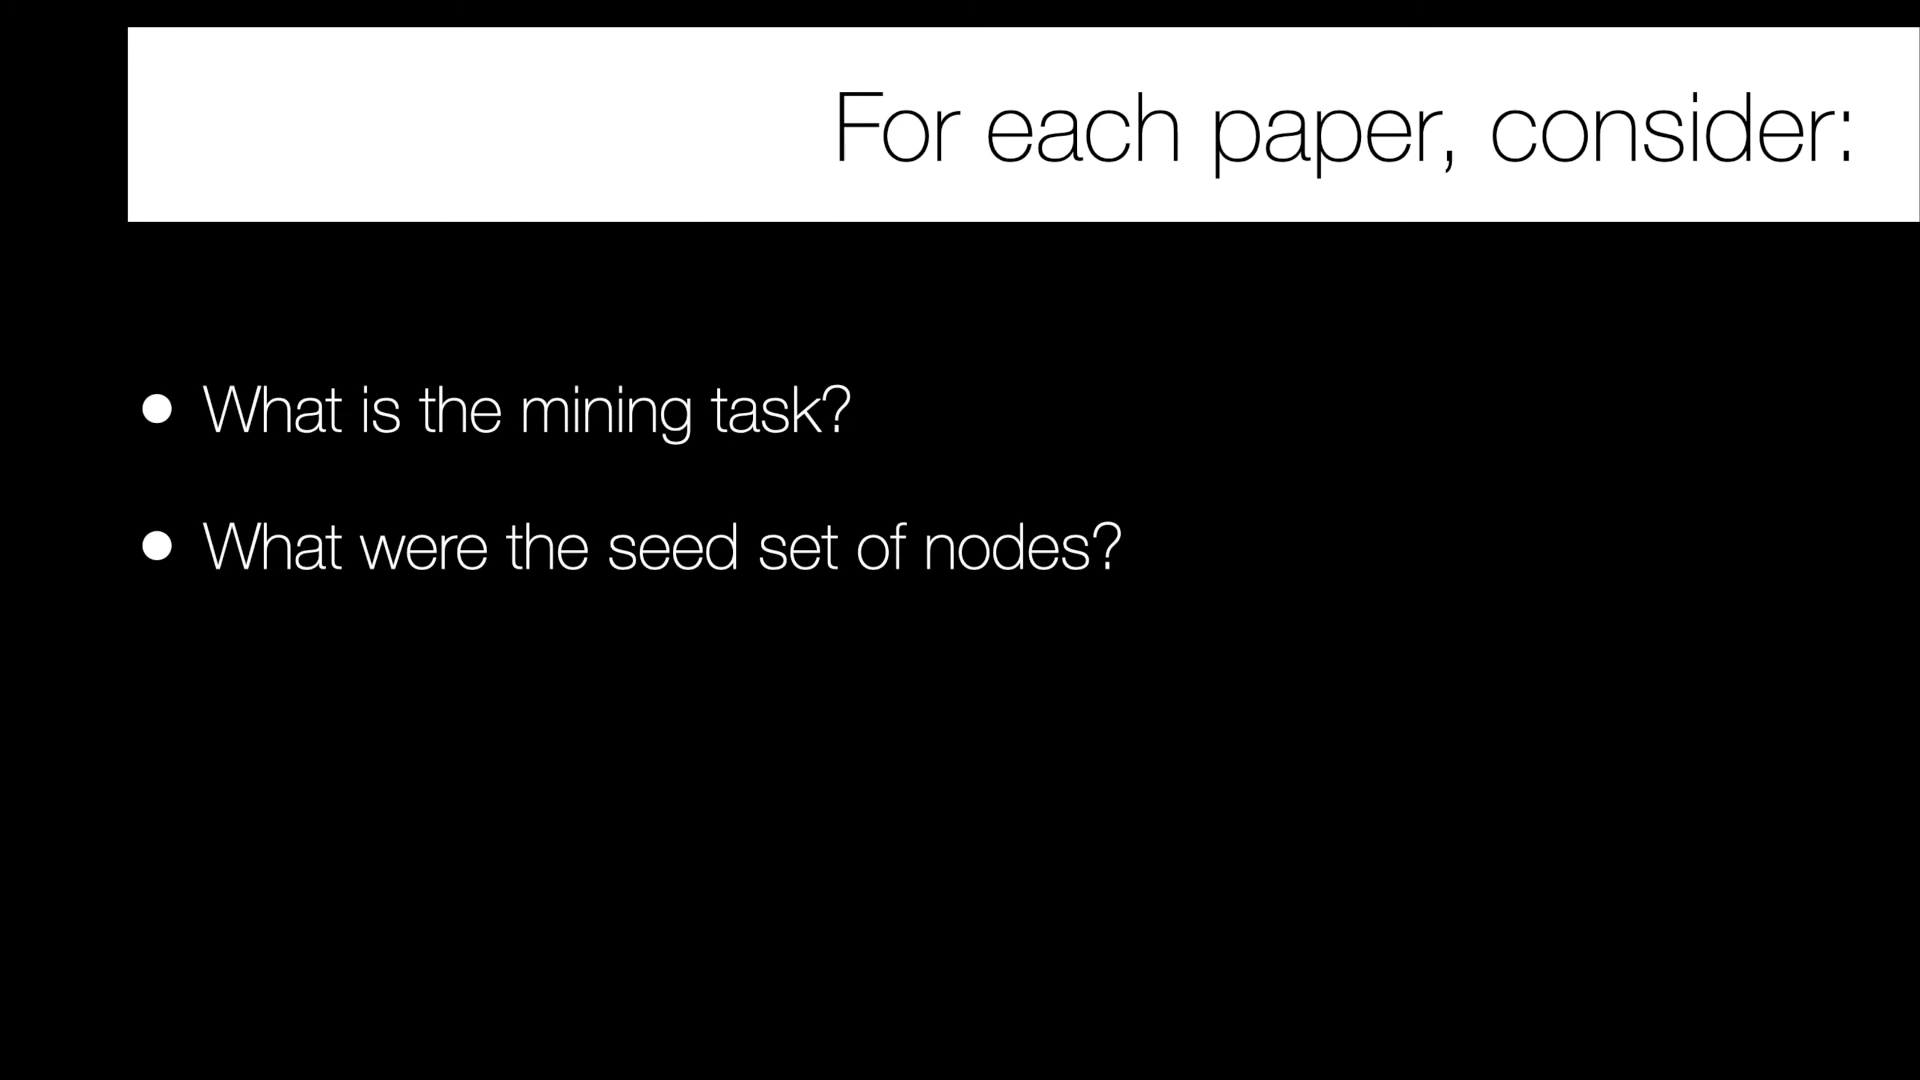 For each paper, consider:
● What is the mining task?
● What were the seed set of nodes?